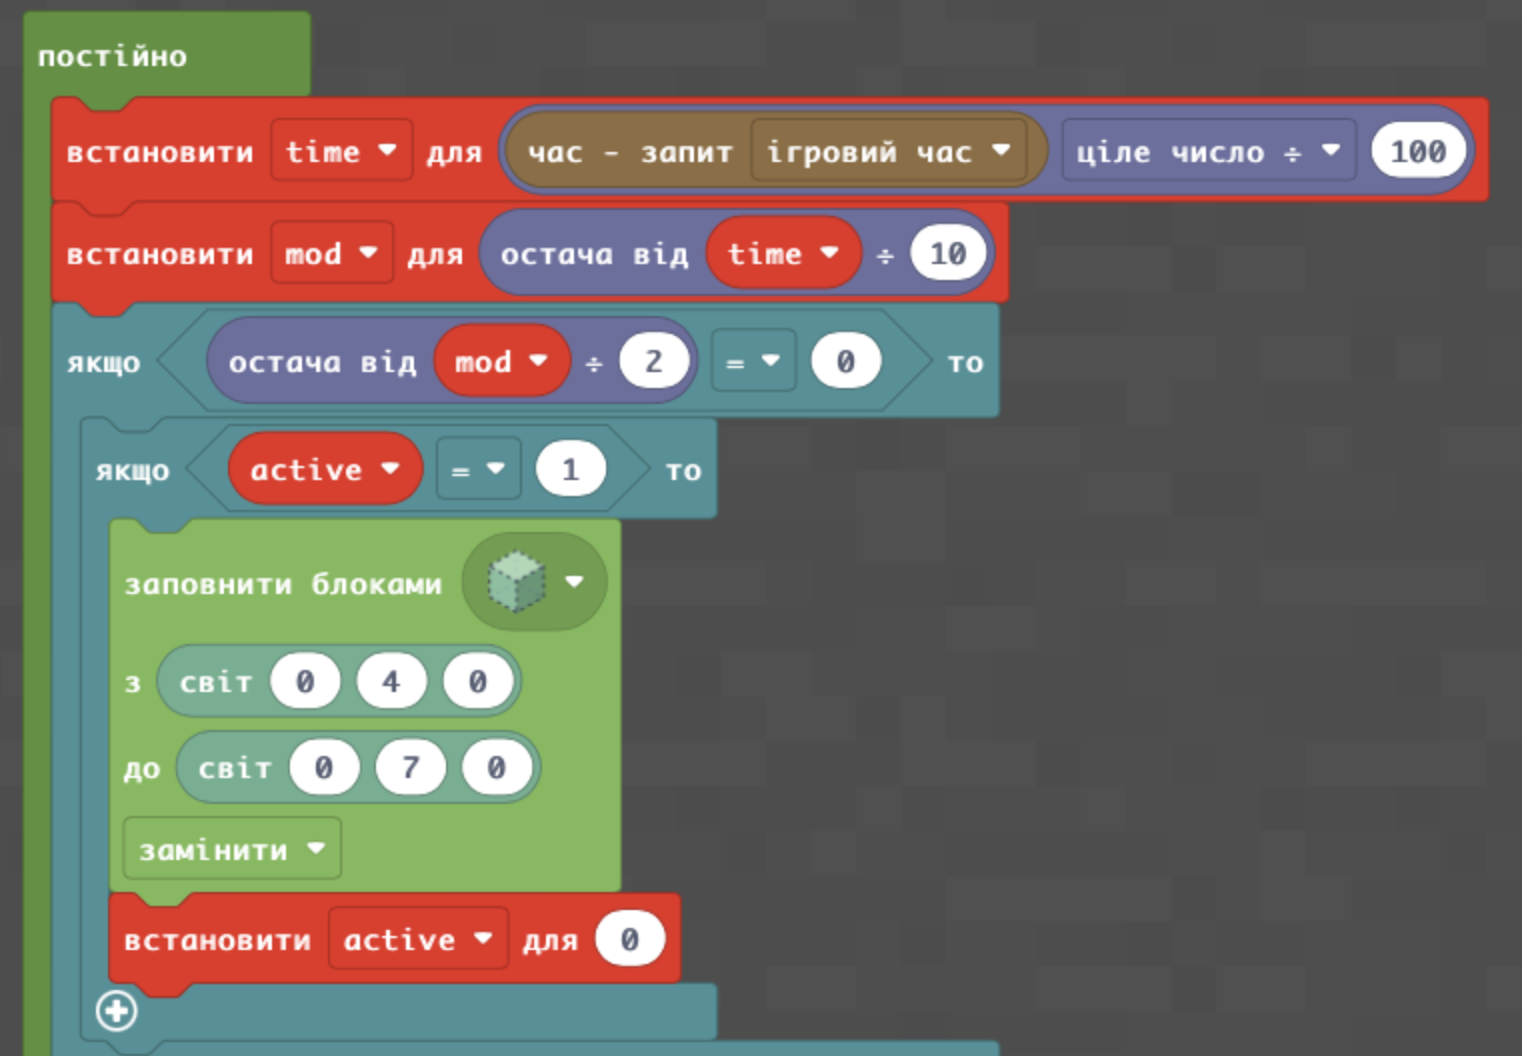 постійно
встановити time для час - запит ігровий час ціле число ÷ 100
встановити mod для остача від time ÷ 10
якщо остача від mod ÷ 2 = 0 то
якщо active = 1 то
заповнити блоками
з світ 0 4 0
до світ 0 7 0
замінити
встановити active для 0